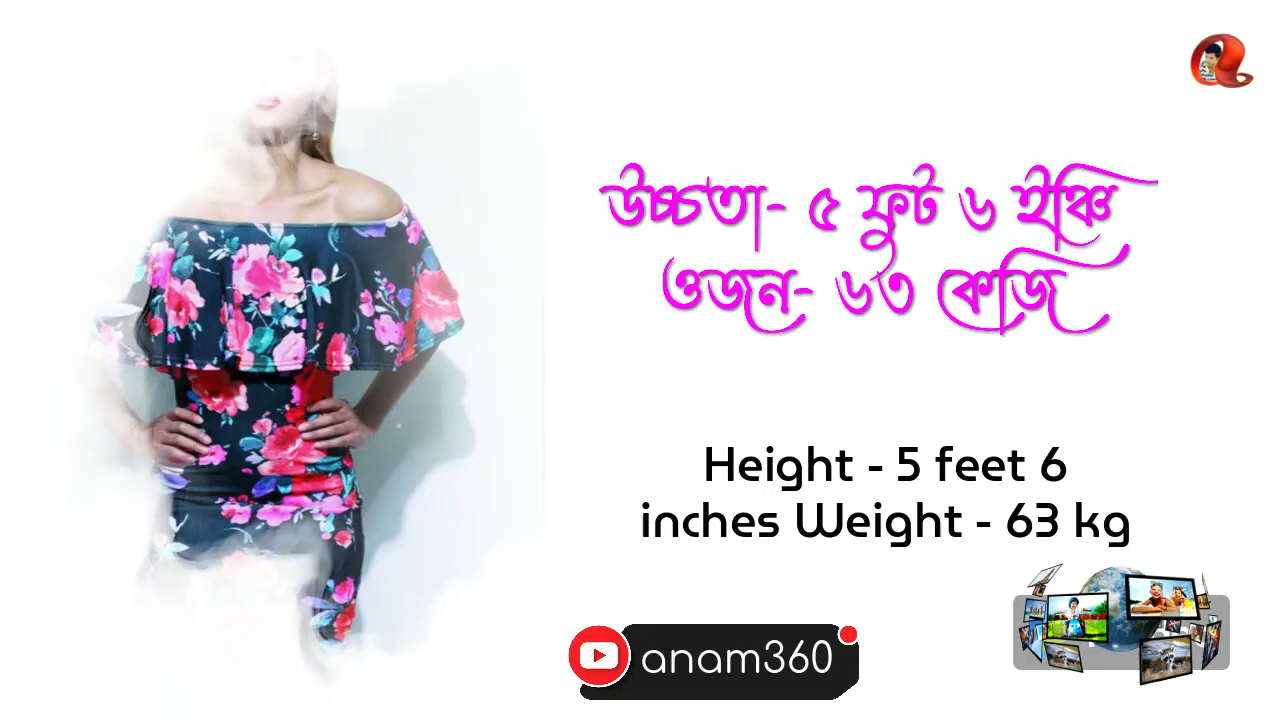 উচ্চতা- ৫ ফুট ৬ ইঞ্চি
ওজন- ৬৩ কেজি
Height - 5 feet 6
inches Weight - 63 kg
anam360